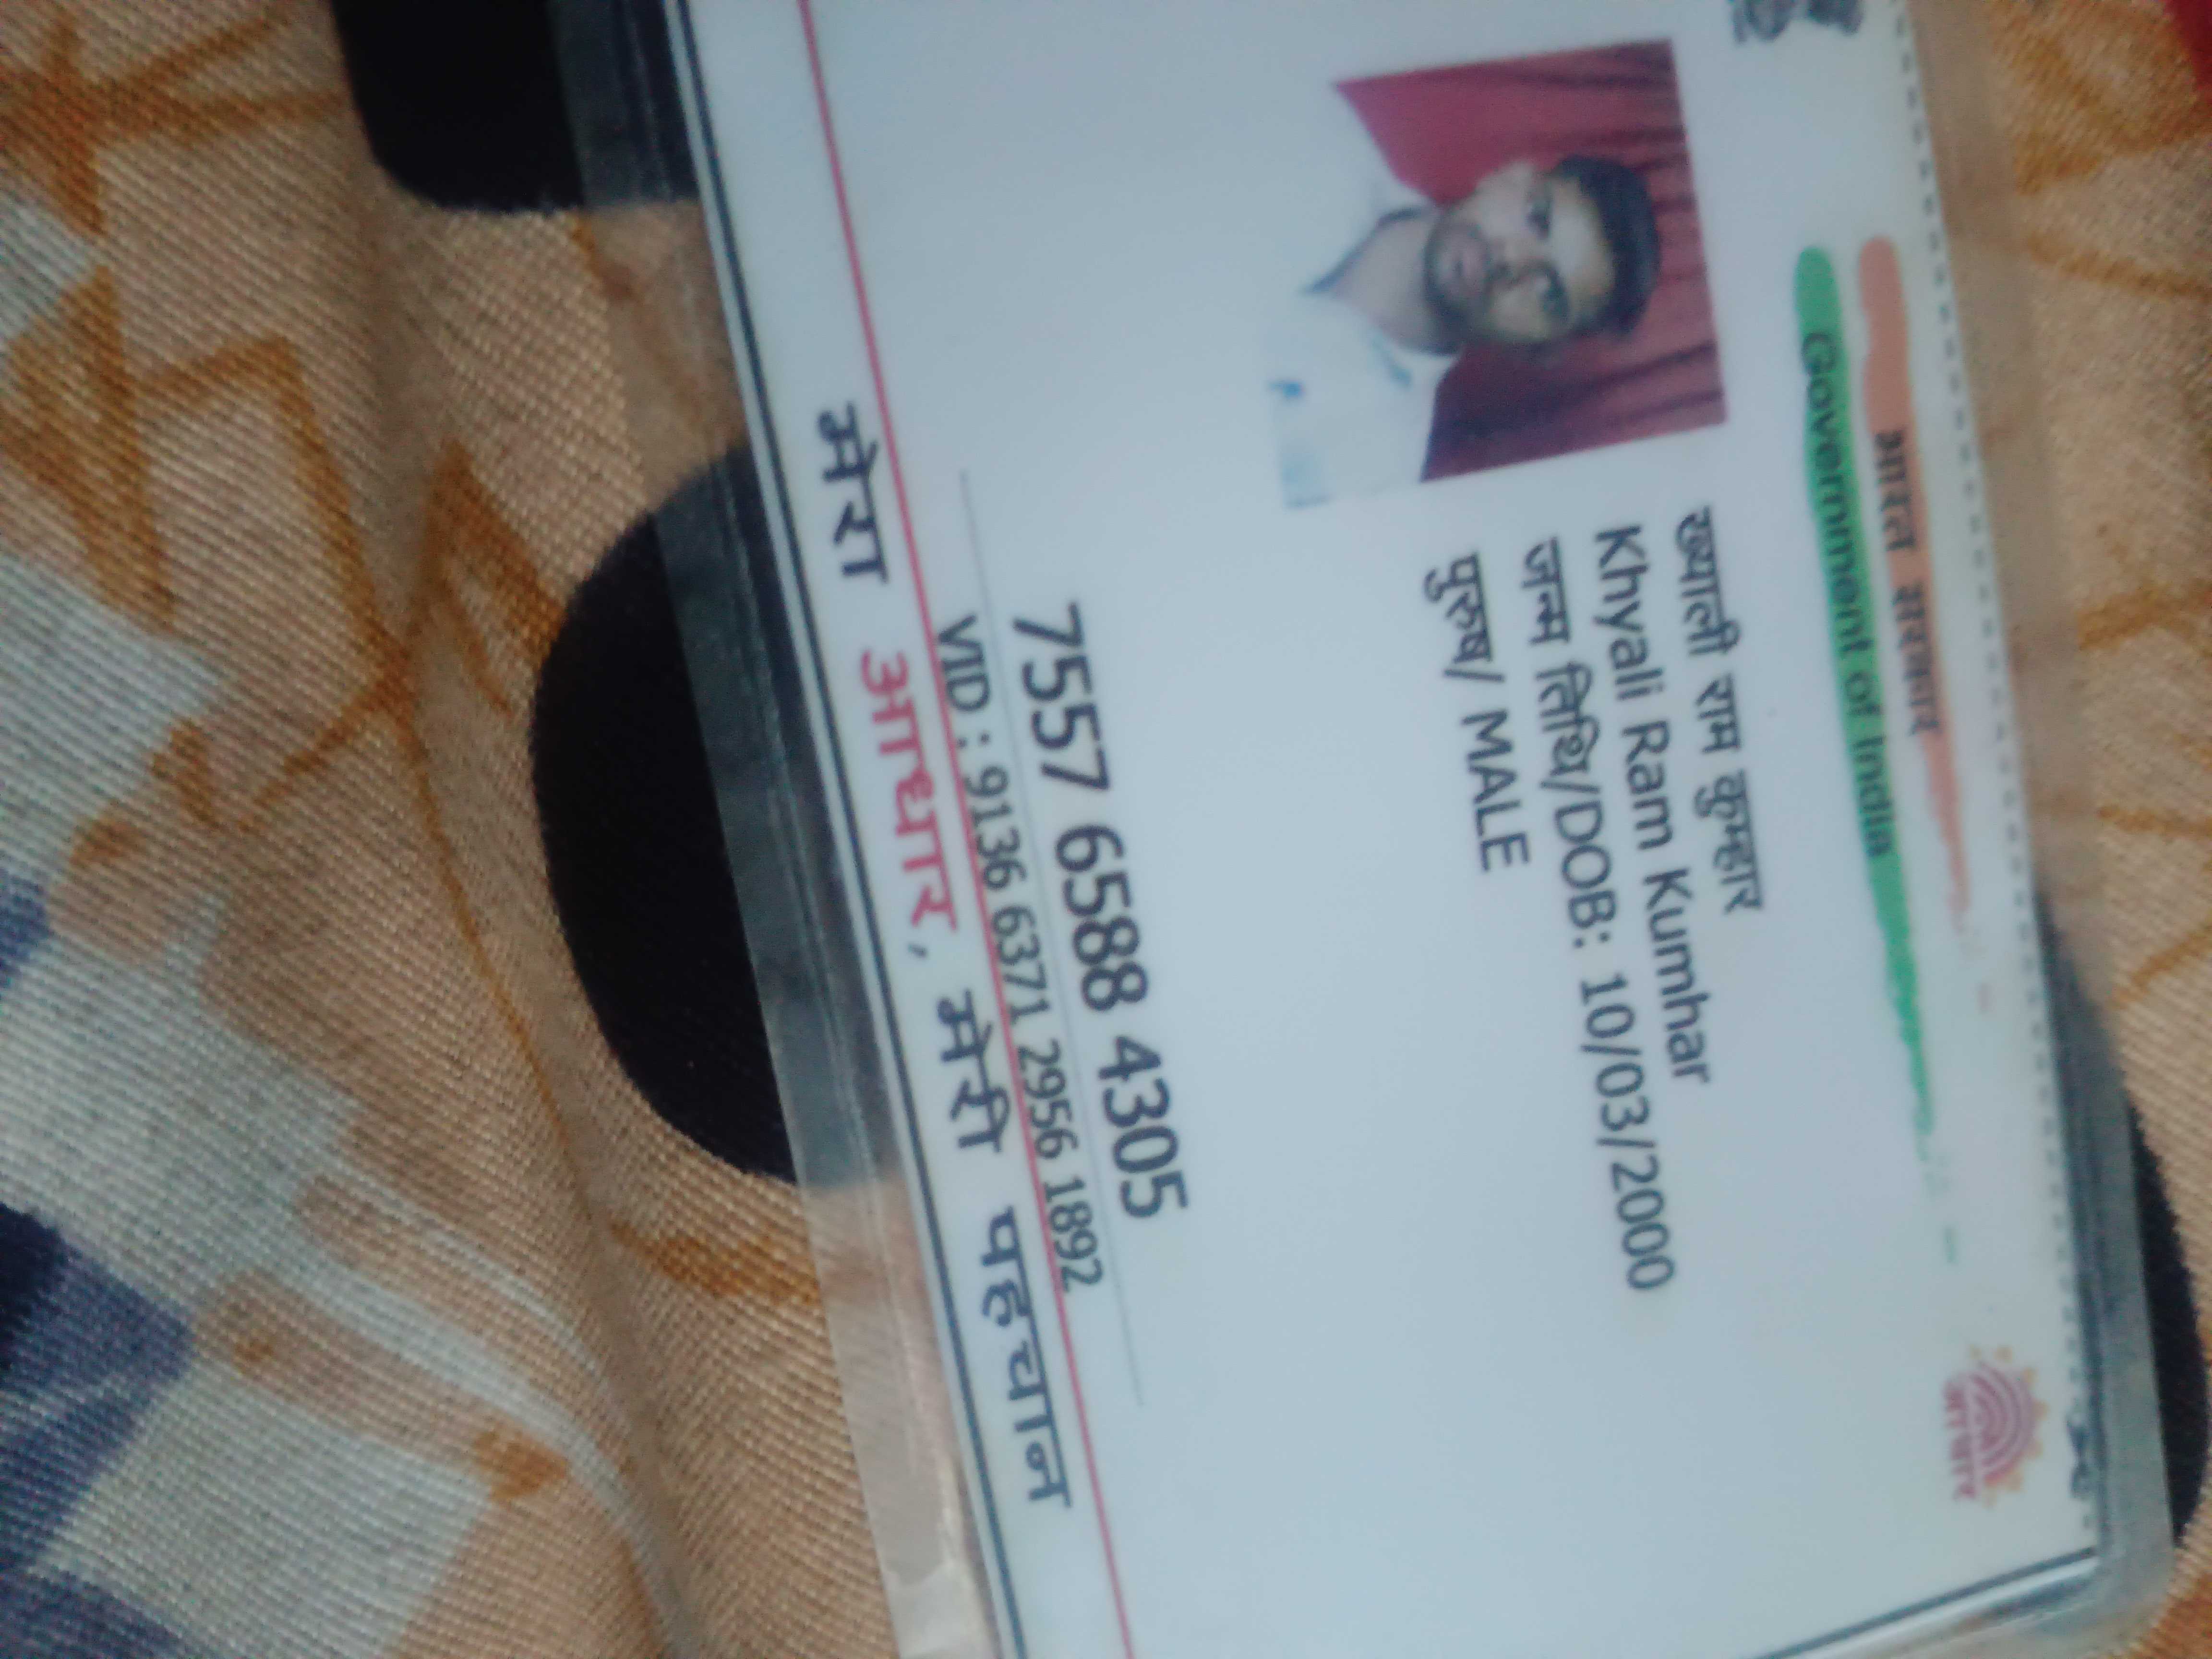 भारत सरकार
Government of India
ख्याली राम कुम्हार
Khyali Ram Kumhar
जन्म तिथि/DOB: 10/03/2000
पुरुष/ MALE
आधार
7557 6588 4305
VID : 9136 6371 2956 1892
मेरा आधार, मेरी पहचान